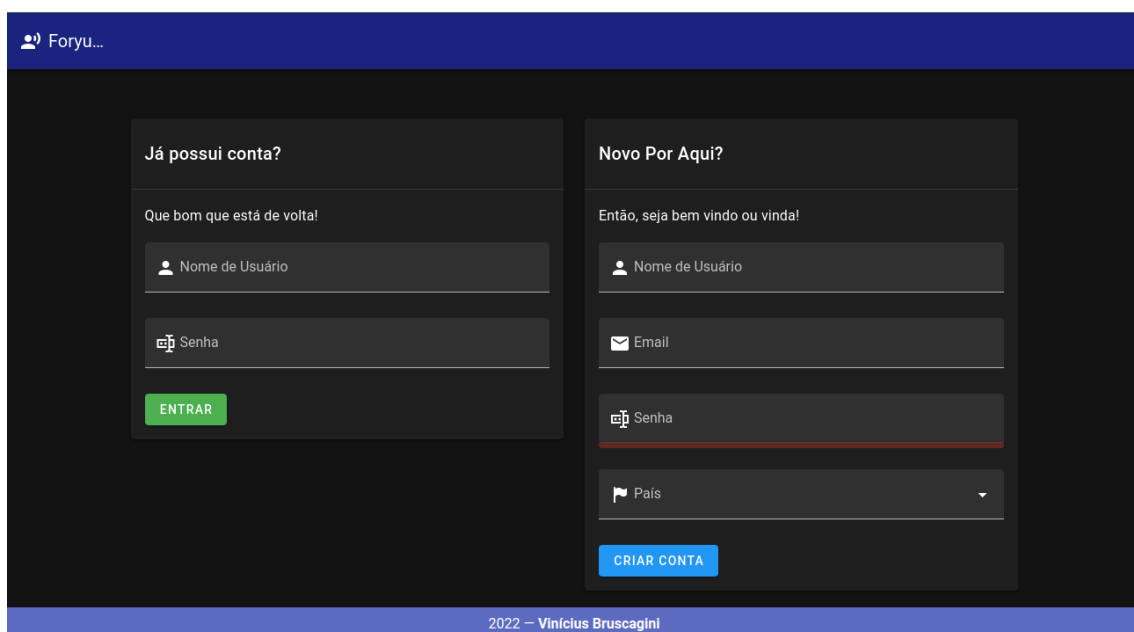 Foryu...
Já possui conta?
Que bom que está de volta!
Nome de Usuário
Senha
ENTRAR
Novo Por Aqui?
Então, seja bem vindo ou vinda!
Nome de Usuário
Email
Senha
País
CRIAR CONTA
2022 — Vinícius Bruscagini